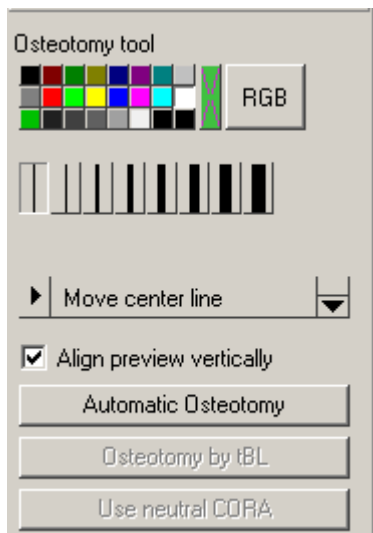 Osteotomy tool
RGB
Move center line
Align preview vertically
Automatic Osteotomy
Osteotomy by tBL
Use neutral CORA